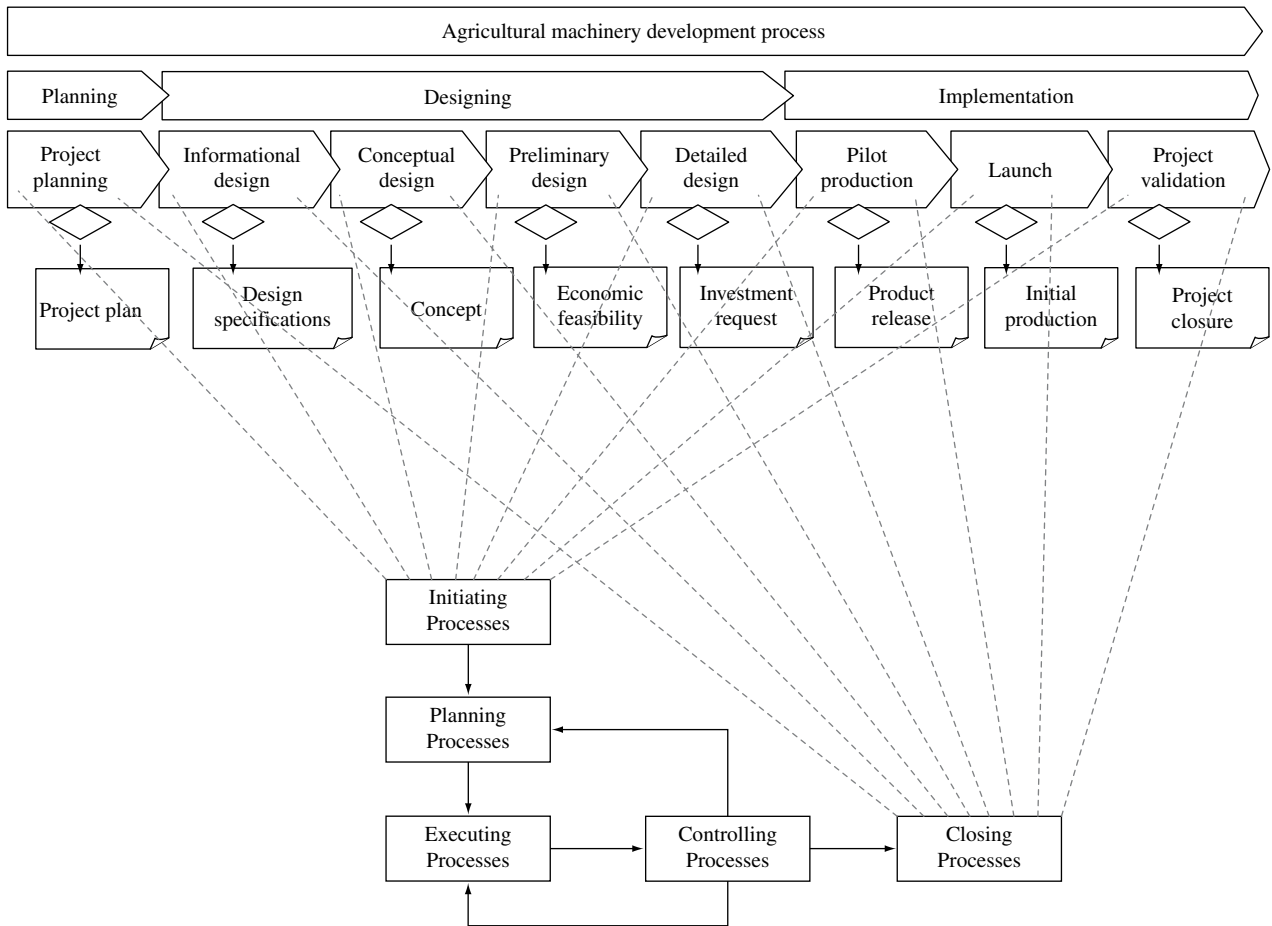 Agricultural machinery development process
Planning
Designing
Implementation
Project
planning
Informational
design
Conceptual
design
Preliminary
design
Detailed
design
Pilot
production
Launch
Project
validation
Project plan
Design
specifications
Concept
Economic
feasibility
Investment
request
Product
release
Initial
production
Project
closure
Initiating
Processes
Planning
Processes
Executing
Processes
Controlling
Processes
Closing
Processes